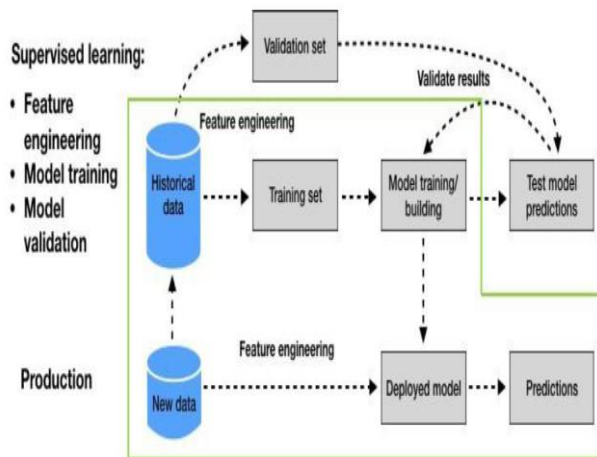 Supervised learning:
• Feature
engineering
• Model training
• Model
validation
Validation set
Validate results
Feature engineering
Historical
data
Training set
Model training/
building
Test model
predictions
Production
New data
Feature engineering
Deployed model
Predictions